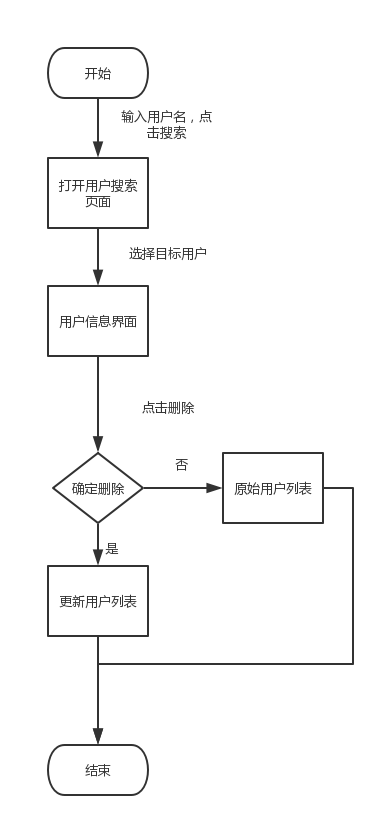 开始
输入用户名，点
击搜索
打开用户搜索
页面
选择目标用户
用户信息界面
点击删除
确定删除
否
原始用户列表
是
更新用户列表
结束